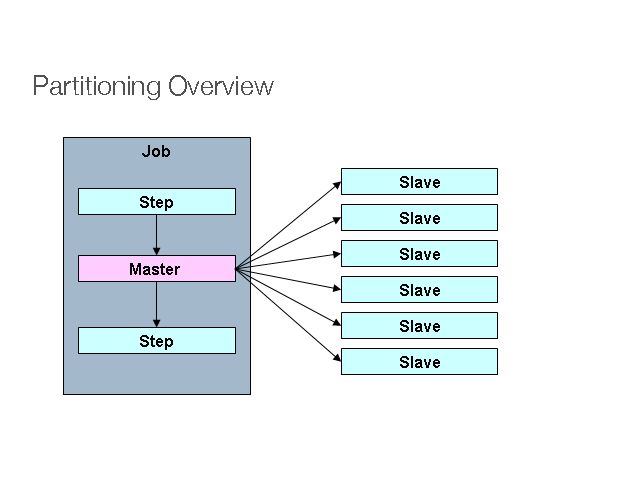 Partitioning Overview
Job
Step
Master
Step
Slave
Slave
Slave
Slave
Slave
Slave